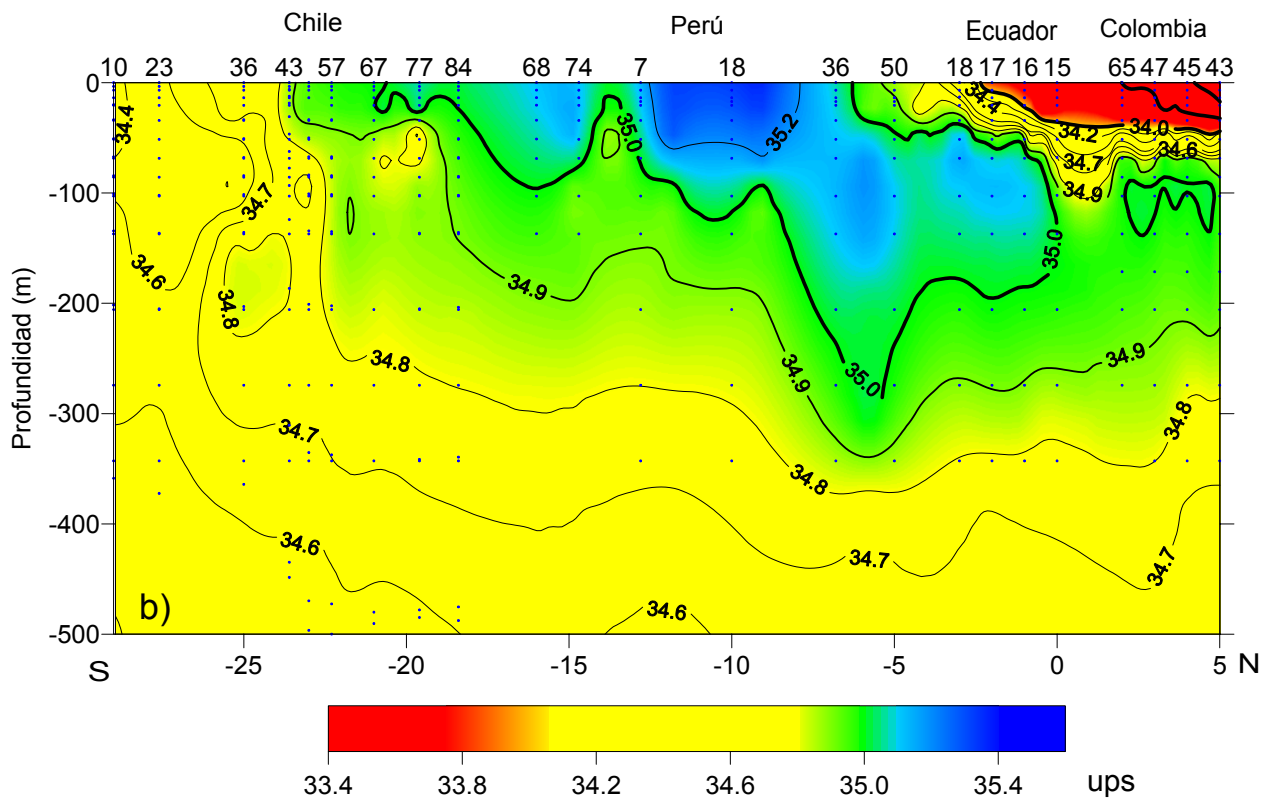 Chile Perú Ecuador Colombia
10 23 36 43 57 67 77 84 68 74 7 18 36 50 18 17 16 15 65 47 45 43
0
34.4 34.4 34.0
34.2
35.0 35.2 34.6
34.7
-100
34.7 34.9
34.6 35.0
34.9
-200
34.8
34.9
34.8 34.9 35.0
-300
34.7 34.8
34.8
-400
34.6 34.7 34.7
34.6
b)
-500
Profundidad (m)
S -25 -20 -15 -10 -5 0 5 N
33.4 33.8 34.2 34.6 35.0 35.4 ups